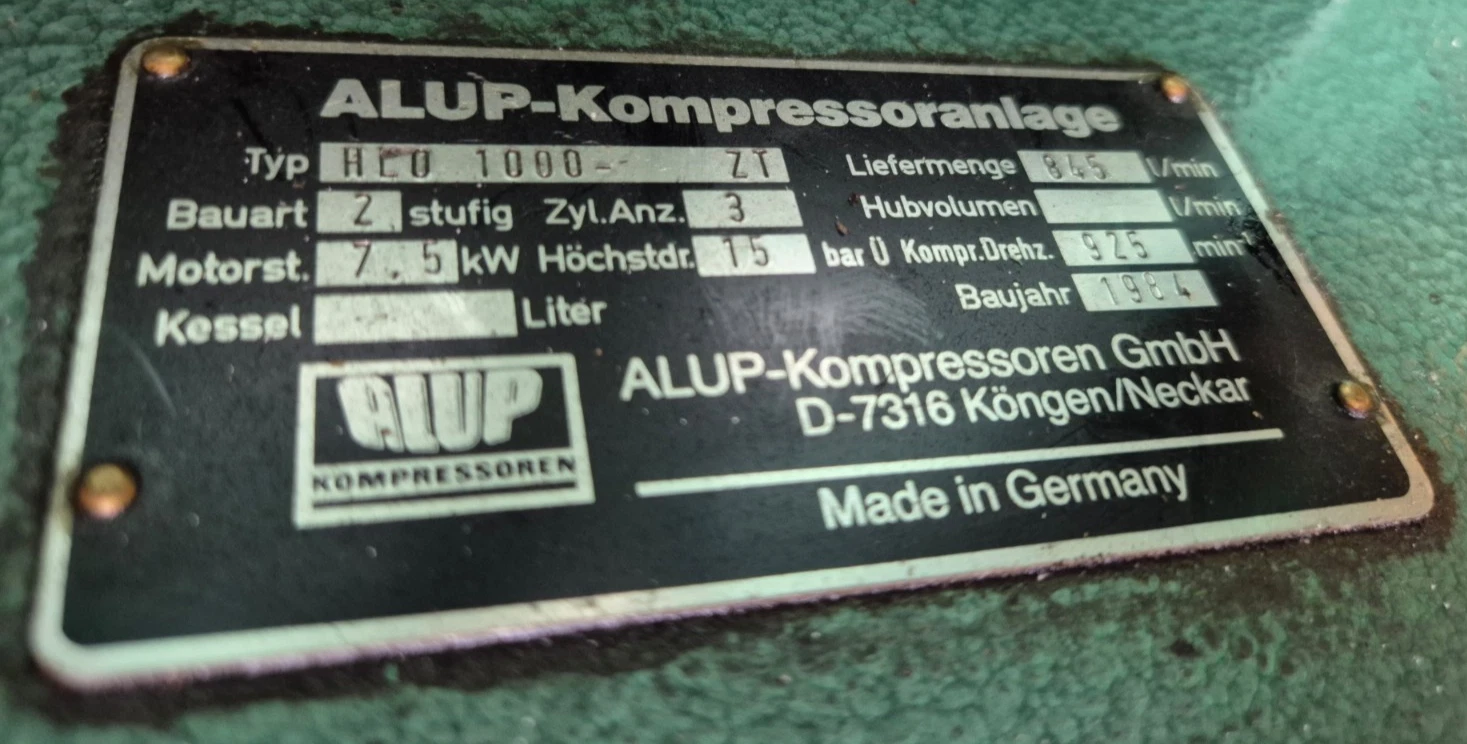 ALUP-Kompressoranlage
Typ HLO 1000- ZT Liefermenge 845 l/min
Bauart 2 stufig Zyl.Anz. 3 Hubvolumen l/min
Motorst. 7.5 kW Höchstdr. 15 bar Ü Kompr.Drehz. 925 min-1
Kessel Liter Baujahr 1984
ALUP
KOMPRESSOREN
ALUP-Kompressoren GmbH
D-7316 Köngen/Neckar
Made in Germany